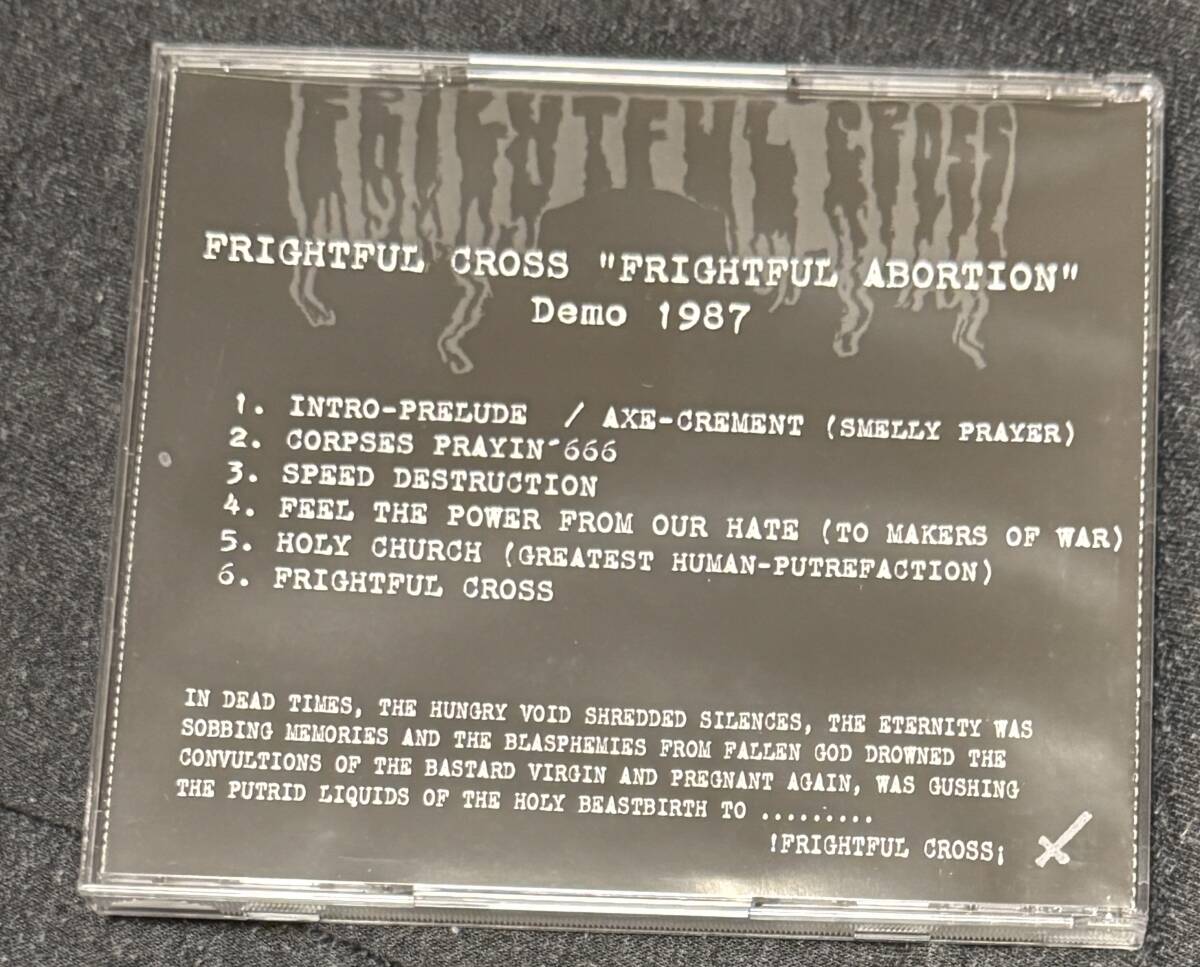 FRIGHTFUL CROSS
FRIGHTFUL CROSS "FRIGHTFUL ABORTION"
Demo 1987
1. INTRO-PRELUDE / AXE-CREMENT (SMELLY PRAYER)
2. CORPSES PRAYIN´666
3. SPEED DESTRUCTION
4. FEEL THE POWER FROM OUR HATE (TO MAKERS OF WAR)
5. HOLY CHURCH (GREATEST HUMAN-PUTREFACTION)
6. FRIGHTFUL CROSS
IN DEAD TIMES, THE HUNGRY VOID SHREDDED SILENCES, THE ETERNITY WAS
SOBBING MEMORIES AND THE BLASPHEMIES FROM FALLEN GOD DROWNED THE
CONVULTIONS OF THE BASTARD VIRGIN AND PREGNANT AGAIN, WAS GUSHING
THE PUTRID LIQUIDS OF THE HOLY BEASTBIRTH TO .........
!FRIGHTFUL CROSS¡